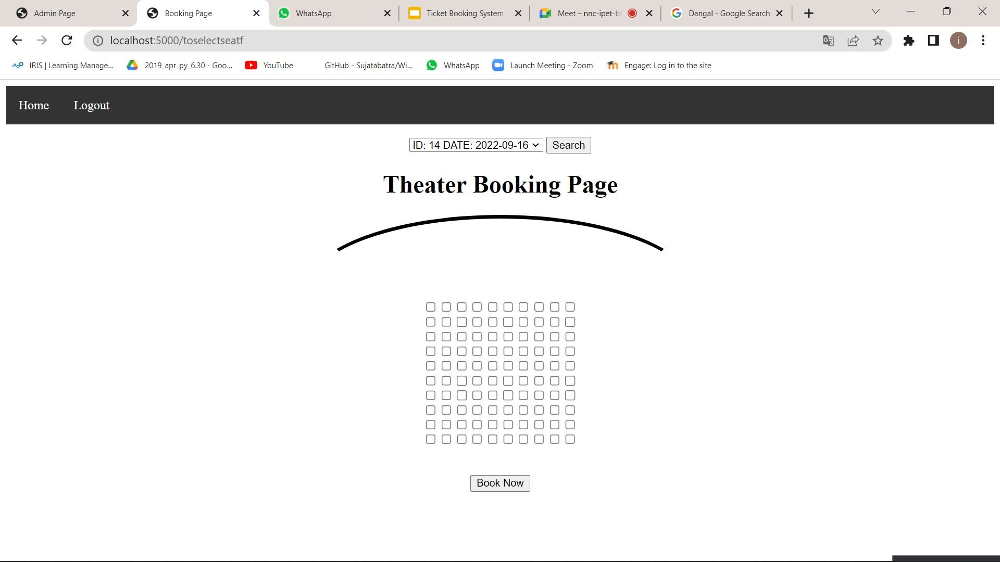 Admin Page
Booking Page
WhatsApp
Ticket Booking System -
Meet – nnc-ipet-bf
Dangal - Google Search
localhost:5000/toselectseatf
i
IRIS | Learning Manage...
2019_apr_py_6.30 - Goo...
YouTube
GitHub - Sujatabatra/Wi...
WhatsApp
Launch Meeting - Zoom
Engage: Log in to the site
Home
Logout
ID: 14 DATE: 2022-09-16
Search
Theater Booking Page
Book Now